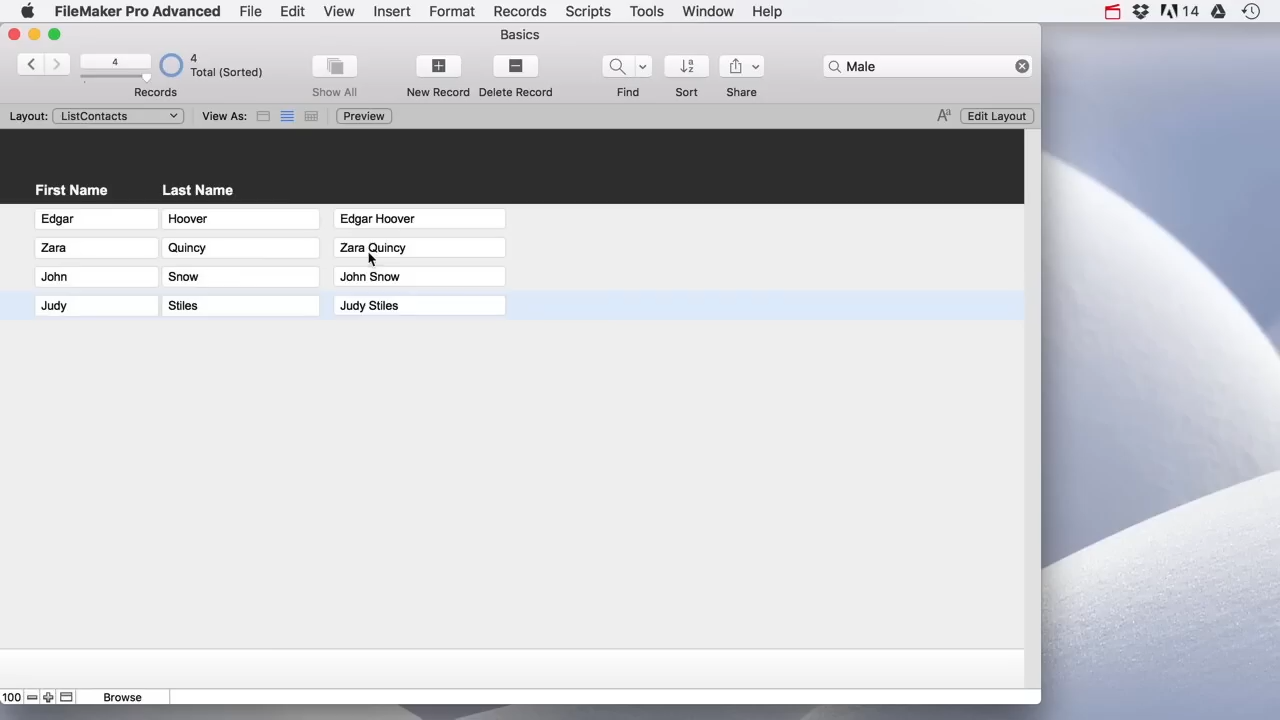 FileMaker Pro Advanced File Edit View Insert Format Records Scripts Tools Window Help 14
Basics
4 4 Total (Sorted) Records
Show All New Record Delete Record Find Sort Share
Male
Layout: ListContacts View As: Preview Aª Edit Layout
First Name Last Name
Edgar Hoover Edgar Hoover
Zara Quincy Zara Quincy
John Snow John Snow
Judy Stiles Judy Stiles
100 Browse